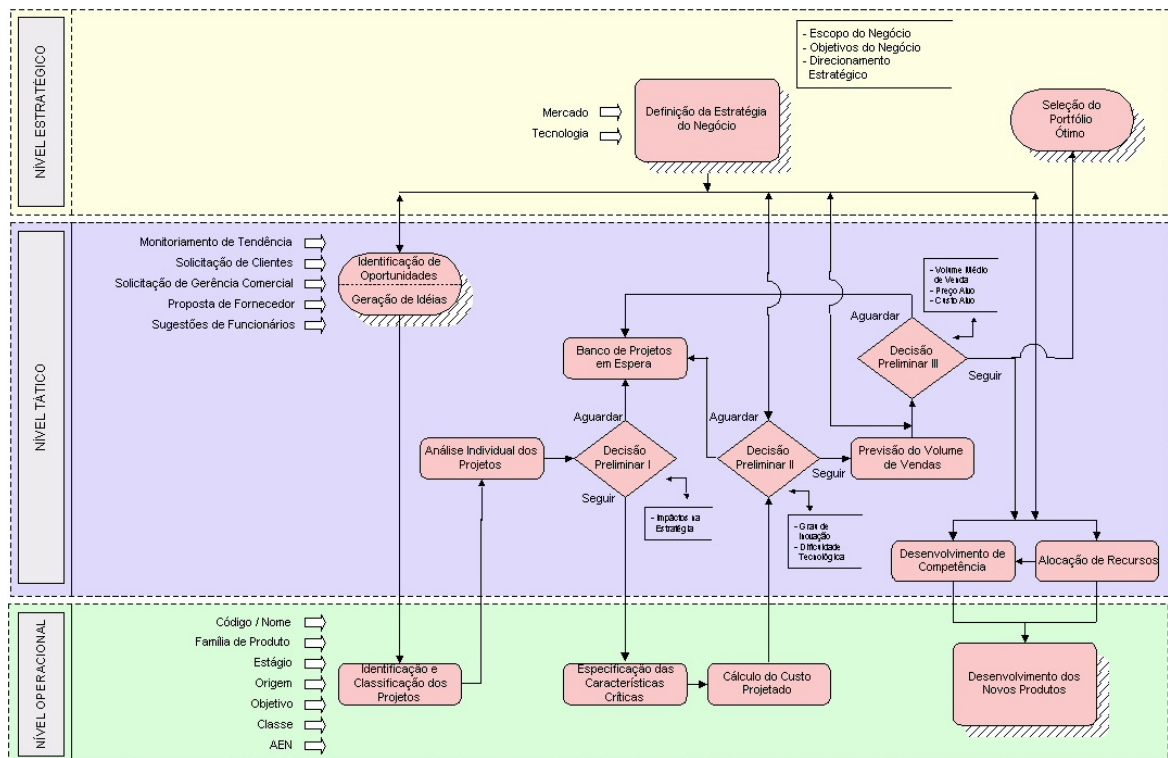 NÍVEL ESTRATÉGICO
- Escopo do Negócio
- Objetivos do Negócio
- Direcionamento
Estratégico
Mercado
Tecnologia
Definição da Estratégia
do Negócio
Seleção do
Portfólio
Ótimo
NÍVEL TÁTICO
Monitoriamento de Tendência
Solicitação de Clientes
Solicitação de Gerência Comercial
Proposta de Fornecedor
Sugestões de Funcionários
Identificação de
Oportunidades
Geração de Idéias
- Volume Médio
de Venda
- Preço Alvo
- Custo Alvo
Aguardar
Banco de Projetos
em Espera
Decisão
Preliminar III
Seguir
Aguardar
Aguardar
Análise Individual dos
Projetos
Decisão
Preliminar I
Decisão
Preliminar II
Previsão do Volume
de Vendas
Seguir
Seguir
- Impactos na
Estratégia
- Grau de
Inovação
- Dificuldade
Tecnológica
Desenvolvimento de
Competência
Alocação de Recursos
NÍVEL OPERACIONAL
Código / Nome
Família de Produto
Estágio
Origem
Objetivo
Classe
AEN
Identificação e
Classificação dos
Projetos
Especificação das
Características
Críticas
Cálculo do Custo
Projetado
Desenvolvimento dos
Novos Produtos